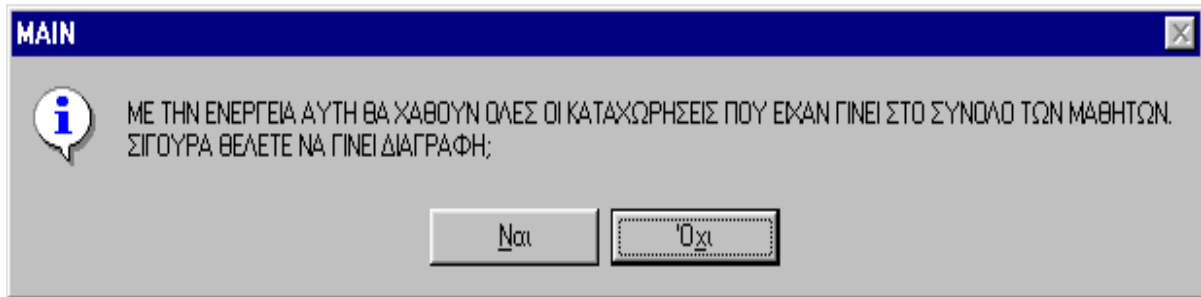 MAIN
ΜΕ ΤΗΝ ΕΝΕΡΓΕΙΑ ΑΥΤΗ ΘΑ ΧΑΘΟΥΝ ΟΛΕΣ ΟΙ ΚΑΤΑΧΩΡΗΣΕΙΣ ΠΟΥ ΕΙΧΑΝ ΓΙΝΕΙ ΣΤΟ ΣΥΝΟΛΟ ΤΩΝ ΜΑΘΗΤΩΝ.
ΣΙΓΟΥΡΑ ΘΕΛΕΤΕ ΝΑ ΓΙΝΕΙ ΔΙΑΓΡΑΦΗ;
Ναι Όχι